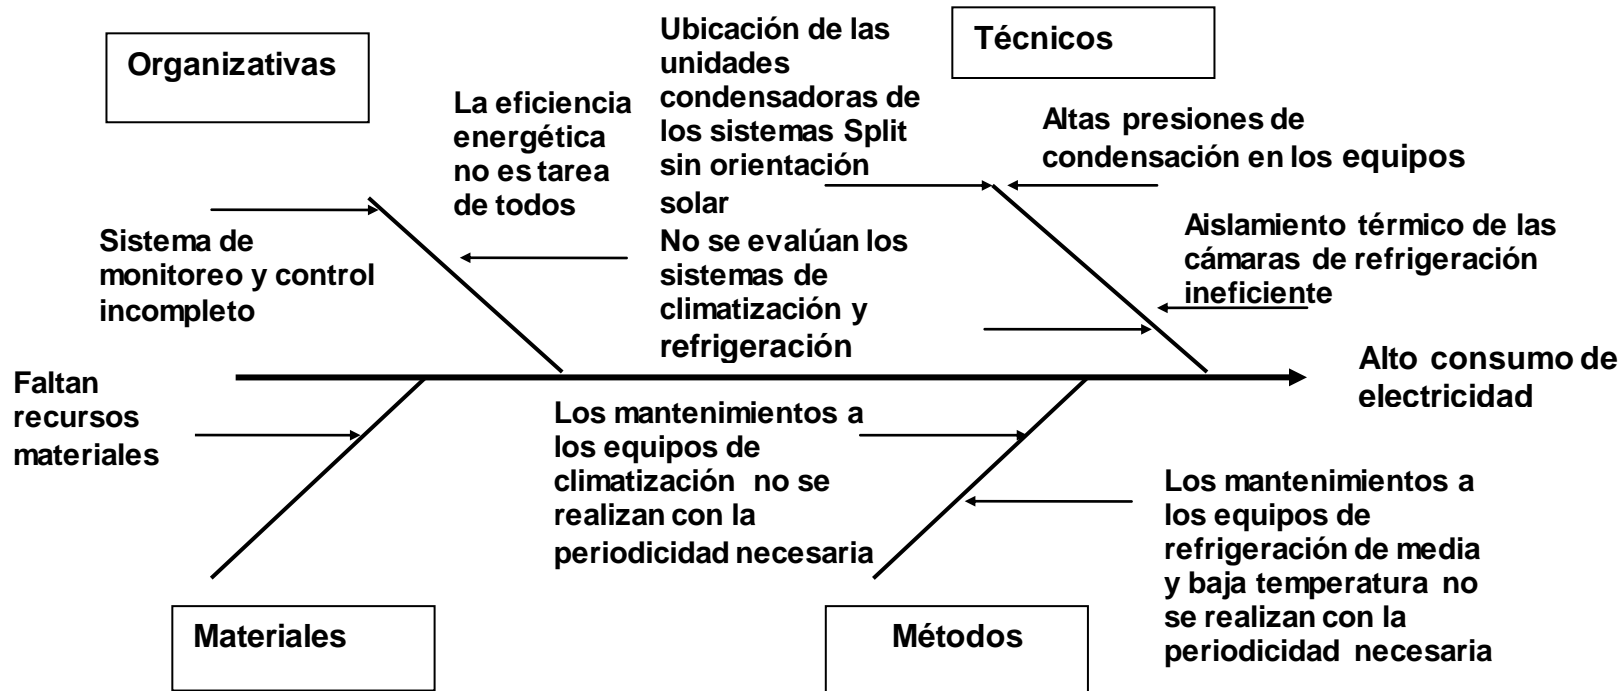 Organizativas
La eficiencia
energética
no es tarea
de todos
Sistema de
monitoreo y control
incompleto
Ubicación de las
unidades
condensadoras de
los sistemas Split
sin orientación
solar
No se evalúan los
sistemas de
climatización y
refrigeración
Técnicos
Altas presiones de
condensación en los equipos
Aislamiento térmico de las
cámaras de refrigeración
ineficiente
Alto consumo de
electricidad
Faltan
recursos
materiales
Materiales
Los mantenimientos a
los equipos de
climatización no se
realizan con la
periodicidad necesaria
Métodos
Los mantenimientos a
los equipos de
refrigeración de media
y baja temperatura no
se realizan con la
periodicidad necesaria